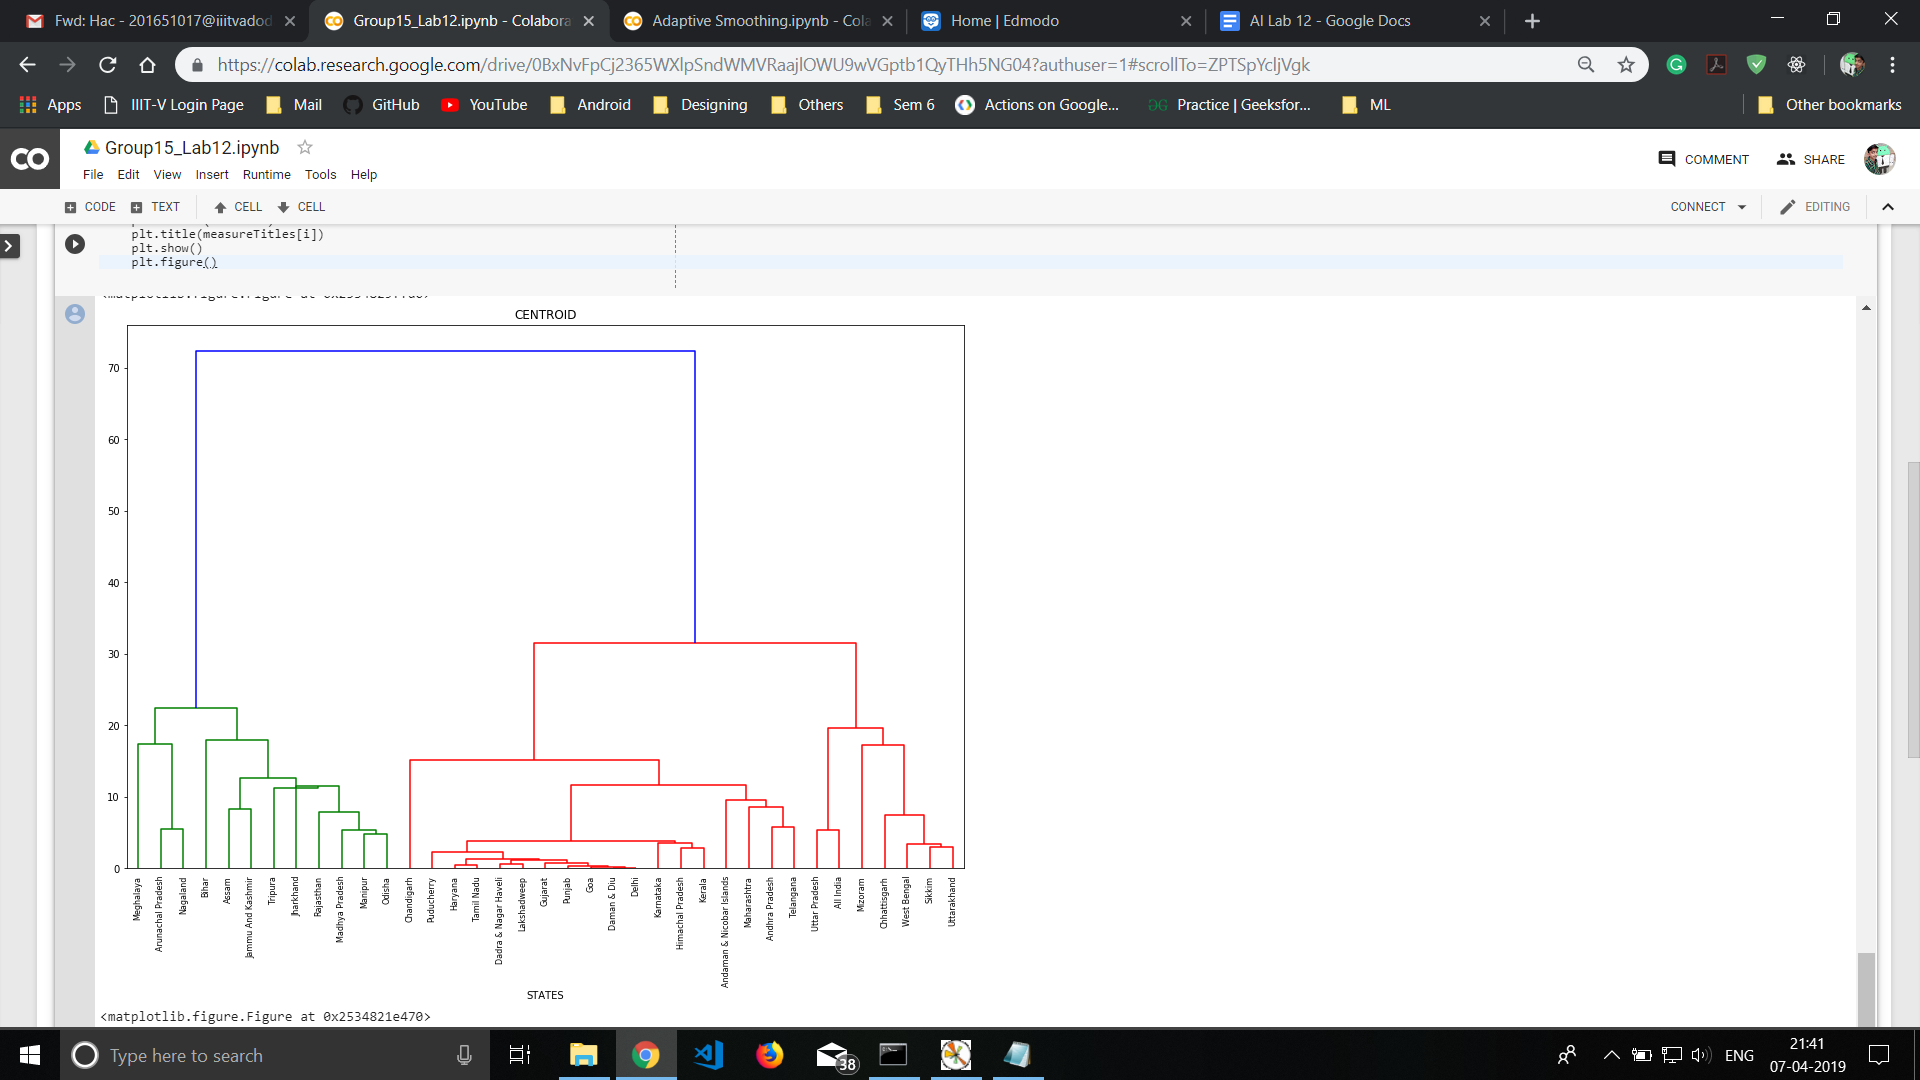 Fwd: Hac - 201651017@iiitvadod
Group15_Lab12.ipynb - Colabora
Adaptive Smoothing.ipynb - Cola
Home | Edmodo
AI Lab 12 - Google Docs
https://colab.research.google.com/drive/0BxNvFpCj2365WXlpSndWMVRaajlOWU9wVGptb1QyTHh5NG04?authuser=1#scrollTo=ZPTSpYcljVgk
Apps
IIIT-V Login Page
Mail
GitHub
YouTube
Android
Designing
Others
Sem 6
Actions on Google...
Practice | Geeksfor...
ML
Other bookmarks
CO
Group15_Lab12.ipynb
COMMENT
SHARE
File Edit View Insert Runtime Tools Help
CODE TEXT CELL CELL
CONNECT
EDITING
plt.title(measureTitles[i])
plt.show()
plt.figure()
CENTROID
70
60
50
40
30
20
10
0
Meghalaya
Arunachal Pradesh
Nagaland
Bihar
Assam
Jammu And Kashmir
Tripura
Jharkhand
Rajasthan
Madhya Pradesh
Manipur
Odisha
Chandigarh
Puducherry
Haryana
Tamil Nadu
Dadra & Nagar Haveli
Lakshadweep
Gujarat
Punjab
Goa
Daman & Diu
Delhi
Karnataka
Himachal Pradesh
Kerala
Andaman & Nicobar Islands
Maharashtra
Andhra Pradesh
Telangana
Uttar Pradesh
All India
Mizoram
Chhattisgarh
West Bengal
Sikkim
Uttarakhand
STATES
<matplotlib.figure.Figure at 0x2534821e470>
Type here to search
38
ENG
21:41
07-04-2019